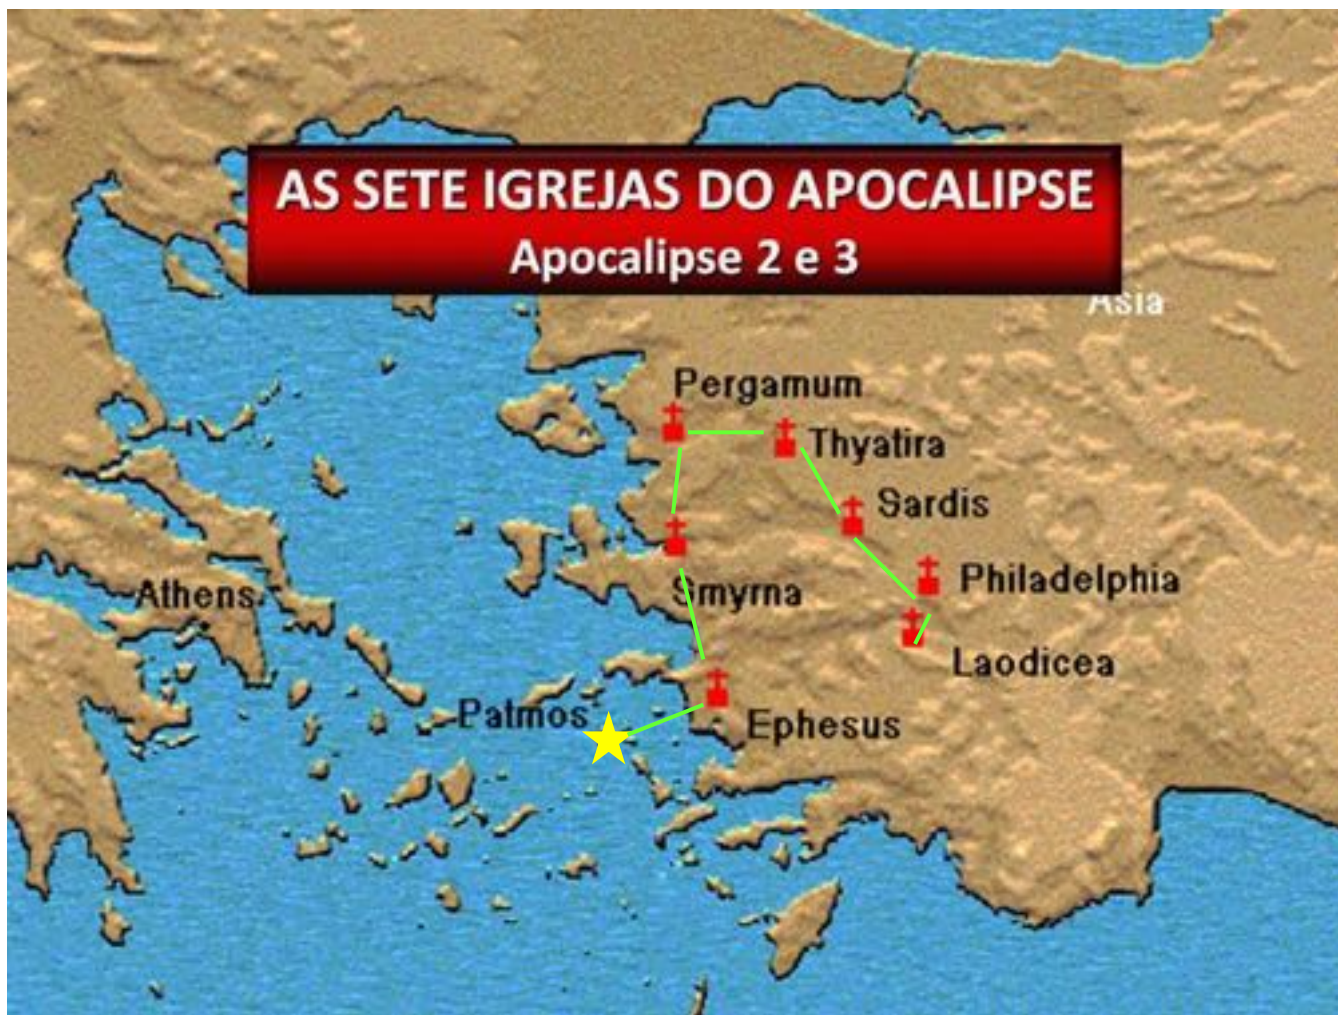 AS SETE IGREJAS DO APOCALIPSE
Apocalipse 2 e 3
Asia
Pergamum
Thyatira
Sardis
Philadelphia
Athens
Smyrna
Laodicea
Patmos
Ephesus